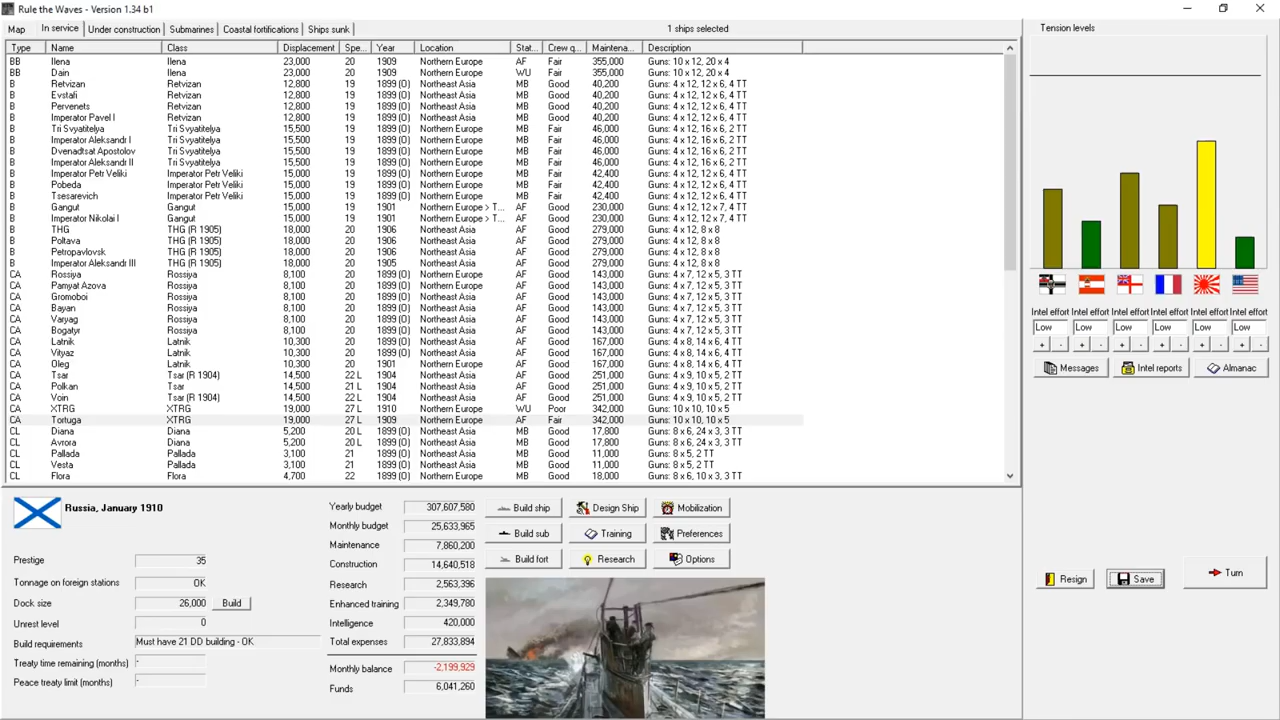 Rule the Waves - Version 1.34 b1
Map In service Under construction Submarines Coastal fortifications Ships sunk 1 ships selected
Type Name Class Displacement Spe... Year Location Stat... Crew q... Maintena... Description
BB Ilena Ilena 23,000 20 1909 Northern Europe AF Fair 355,000 Guns: 10 x 12, 20 x 4
BB Dain Ilena 23,000 20 1909 Northern Europe WU Fair 355,000 Guns: 10 x 12, 20 x 4
B Retvizan Retvizan 12,800 19 1899 (O) Northeast Asia MB Good 40,200 Guns: 4 x 12, 12 x 6, 4 TT
B Evstafi Retvizan 12,800 19 1899 (O) Northeast Asia MB Good 40,200 Guns: 4 x 12, 12 x 6, 4 TT
B Pervenets Retvizan 12,800 19 1899 (O) Northeast Asia MB Good 40,200 Guns: 4 x 12, 12 x 6, 4 TT
B Imperator Pavel I Retvizan 12,800 19 1899 (O) Northeast Asia MB Good 40,200 Guns: 4 x 12, 12 x 6, 4 TT
B Tri Svyatitelya Tri Svyatitelya 15,500 19 1899 (O) Northern Europe MB Fair 46,000 Guns: 4 x 12, 16 x 6, 2 TT
B Imperator Aleksandr I Tri Svyatitelya 15,500 19 1899 (O) Northern Europe MB Fair 46,000 Guns: 4 x 12, 16 x 6, 2 TT
B Dvenadtsat Apostolov Tri Svyatitelya 15,500 19 1899 (O) Northern Europe MB Fair 46,000 Guns: 4 x 12, 16 x 6, 2 TT
B Imperator Aleksandr II Tri Svyatitelya 15,500 19 1899 (O) Northern Europe MB Fair 46,000 Guns: 4 x 12, 16 x 6, 2 TT
B Imperator Petr Veliki Imperator Petr Veliki 15,000 19 1899 (O) Northern Europe MB Fair 42,400 Guns: 4 x 12, 14 x 6, 4 TT
B Pobeda Imperator Petr Veliki 15,000 19 1899 (O) Northern Europe MB Fair 42,400 Guns: 4 x 12, 14 x 6, 4 TT
B Tsesarevich Imperator Petr Veliki 15,000 19 1899 (O) Northern Europe MB Fair 42,400 Guns: 4 x 12, 14 x 6, 4 TT
B Gangut Gangut 15,000 19 1901 Northern Europe > T... AF Good 230,000 Guns: 4 x 12, 12 x 7, 4 TT
B Imperator Nikolai I Gangut 15,000 19 1901 Northern Europe > T... AF Good 230,000 Guns: 4 x 12, 12 x 7, 4 TT
B THG THG (R 1905) 18,000 20 1906 Northeast Asia AF Good 279,000 Guns: 4 x 12, 8 x 8
B Poltava THG (R 1905) 18,000 20 1906 Northeast Asia AF Good 279,000 Guns: 4 x 12, 8 x 8
B Petropavlovsk THG (R 1905) 18,000 20 1906 Northeast Asia AF Good 279,000 Guns: 4 x 12, 8 x 8
B Imperator Aleksandr III THG (R 1905) 18,000 20 1905 Northeast Asia AF Good 279,000 Guns: 4 x 12, 8 x 8
CA Rossiya Rossiya 8,100 20 1899 (O) Northeast Asia AF Good 143,000 Guns: 4 x 7, 12 x 5, 3 TT
CA Pamyat Azova Rossiya 8,100 20 1899 (O) Northeast Asia AF Good 143,000 Guns: 4 x 7, 12 x 5, 3 TT
CA Gromoboi Rossiya 8,100 20 1899 (O) Northeast Asia AF Good 143,000 Guns: 4 x 7, 12 x 5, 3 TT
CA Bayan Rossiya 8,100 20 1899 (O) Northeast Asia AF Good 143,000 Guns: 4 x 7, 12 x 5, 3 TT
CA Varyag Rossiya 8,100 20 1899 (O) Northeast Asia AF Good 143,000 Guns: 4 x 7, 12 x 5, 3 TT
CA Bogatyr Rossiya 8,100 20 1899 (O) Northeast Asia AF Good 143,000 Guns: 4 x 7, 12 x 5, 3 TT
CA Latnik Latnik 10,300 20 1899 (O) Northeast Asia AF Good 167,000 Guns: 4 x 8, 14 x 6, 4 TT
CA Vityaz Latnik 10,300 20 1899 (O) Northeast Asia AF Good 167,000 Guns: 4 x 8, 14 x 6, 4 TT
CA Oleg Latnik 10,300 20 1901 Northern Europe AF Good 167,000 Guns: 4 x 8, 14 x 6, 4 TT
CA Tsar Tsar (R 1904) 14,500 22 L 1904 Northeast Asia AF Good 251,000 Guns: 4 x 9, 10 x 5, 2 TT
CA Polkan Tsar 14,500 21 L 1904 Northeast Asia AF Good 251,000 Guns: 4 x 9, 10 x 5, 2 TT
CA Voin Tsar (R 1904) 14,500 22 L 1904 Northeast Asia AF Good 251,000 Guns: 4 x 9, 10 x 5, 2 TT
CA XTRG XTRG 19,000 27 L 1910 Northern Europe WU Poor 342,000 Guns: 10 x 10, 10 x 5
CA Tortuga XTRG 19,000 27 L 1909 Northern Europe AF Fair 342,000 Guns: 10 x 10, 10 x 5
CL Diana Diana 5,200 20 1899 (O) Northeast Asia MB Good 17,800 Guns: 8 x 6, 24 x 3, 3 TT
CL Avrora Diana 5,200 20 1899 (O) Northeast Asia MB Good 17,800 Guns: 8 x 6, 24 x 3, 3 TT
CL Pallada Pallada 3,100 21 1899 (O) Northeast Asia MB Good 11,000 Guns: 8 x 5, 2 TT
CL Vesta Pallada 3,100 21 1899 (O) Northeast Asia MB Good 11,000 Guns: 8 x 5, 2 TT
CL Flora Flora 4,700 22 1899 (O) Northern Europe MB Good 18,000 Guns: 8 x 6, 10 x 3, 3 TT
Tension levels
Intel effort Intel effort Intel effort Intel effort Intel effort Intel effort
Low Low Low Low Low Low
+ - + - + - + - + - + -
Messages Intel reports Almanac
Russia, January 1910
Prestige 35
Tonnage on foreign stations OK
Dock size 26,000 Build
Unrest level 0
Build requirements Must have 21 DD building - OK
Treaty time remaining (months) -
Peace treaty limit (months) -
Yearly budget 307,607,580
Monthly budget 25,633,965
Maintenance 7,860,200
Construction 14,640,518
Research 2,563,396
Enhanced training 2,349,780
Intelligence 420,000
Total expenses 27,833,894
Monthly balance -2,199,929
Funds 6,041,260
Build ship Design Ship Mobilization
Build sub Training Preferences
Build fort Research Options
Resign Save Turn